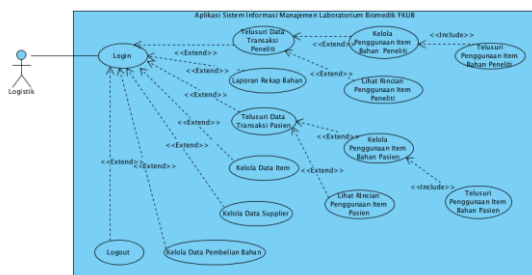 Aplikasi Sistem Informasi Manajemen Laboratorium Biomedik FKUB
Logistik
Login
Telusuri Data
Transaksi
Peneliti
<<Extend>>
Kelola
Penggunaan Item
Bahan Peneliti
<<Include>>
Telusuri
Penggunaan Item
Bahan Peneliti
<<Extend>>
Laporan Rekap Bahan
<<Extend>>
<<Extend>>
Lihat Rincian
Penggunaan Item
Peneliti
<<Extend>>
Telusuri Data
Transaksi Pasien
<<Extend>>
Kelola
Penggunaan Item
Bahan Pasien
<<Extend>>
<<Extend>>
<<Extend>>
Kelola Data Item
<<Extend>>
Lihat RIncian
Penggunaan Item
Pasien
<<Include>>
Telusuri
Penggunaan Item
Bahan Pasien
<<Extend>>
Kelola Data Supplier
Logout
Kelola Data Pembelian Bahan